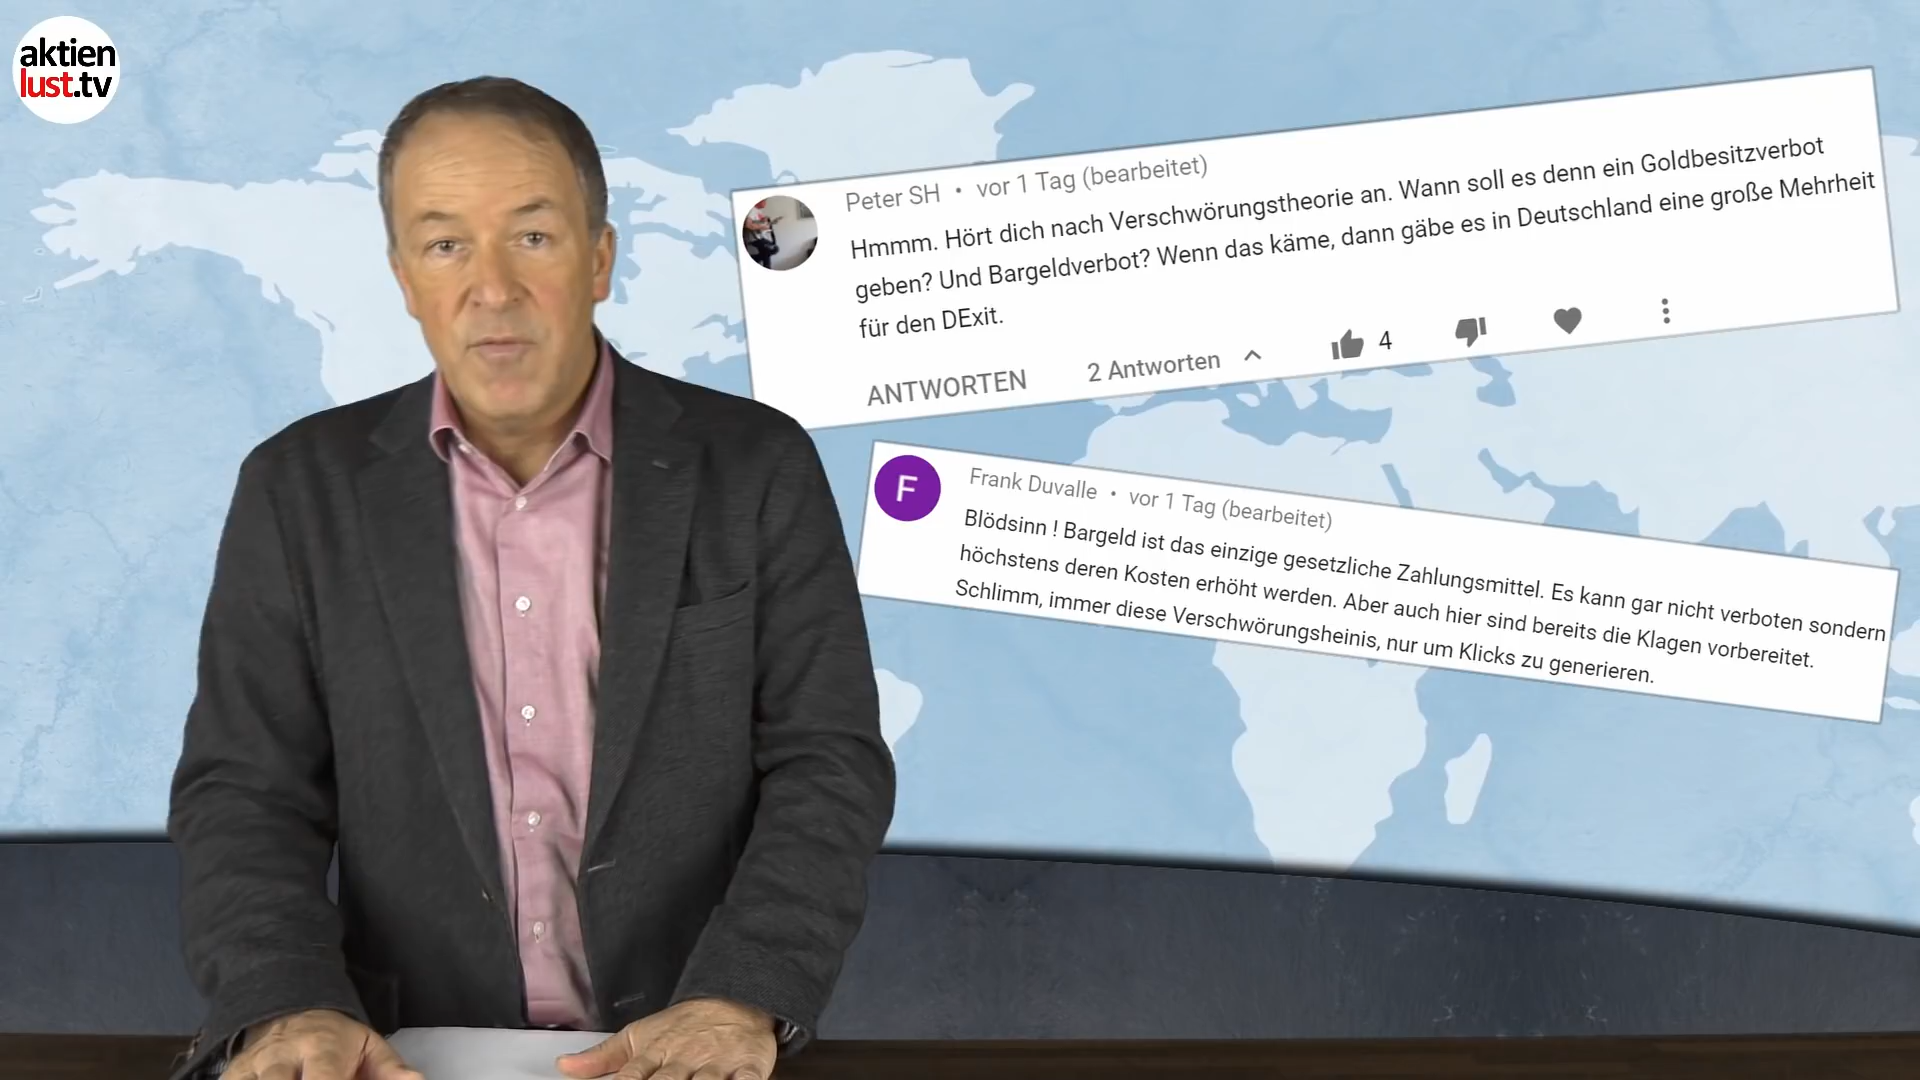 aktien
lust.tv
Peter SH • vor 1 Tag (bearbeitet)
Hmmm. Hört dich nach Verschwörungstheorie an. Wann soll es denn ein Goldbesitzverbot
geben? Und Bargeldverbot? Wenn das käme, dann gäbe es in Deutschland eine große Mehrheit
für den DExit.
ANTWORTEN 2 Antworten 4
F
Frank Duvalle • vor 1 Tag (bearbeitet)
Blödsinn ! Bargeld ist das einzige gesetzliche Zahlungsmittel. Es kann gar nicht verboten sondern
höchstens deren Kosten erhöht werden. Aber auch hier sind bereits die Klagen vorbereitet.
Schlimm, immer diese Verschwörungsheinis, nur um Klicks zu generieren.